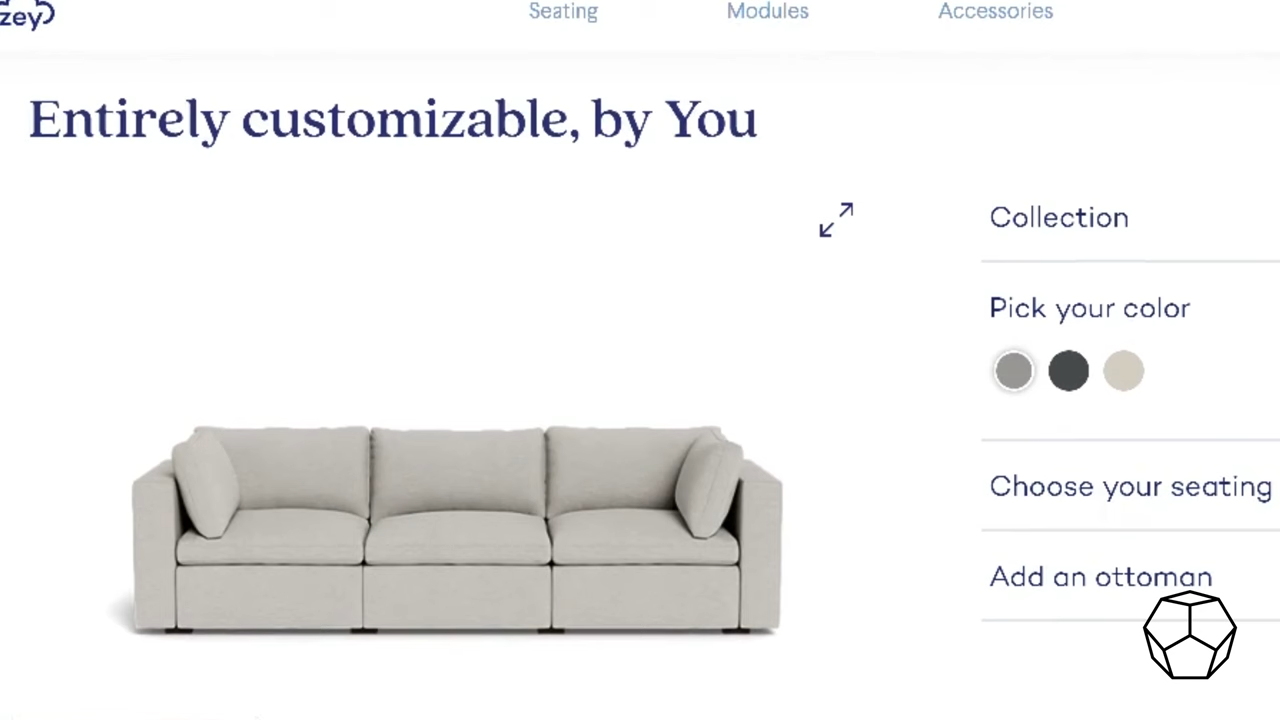 zey
Seating
Modules
Accessories
Entirely customizable, by You
Collection
Pick your color
Choose your seating
Add an ottoman